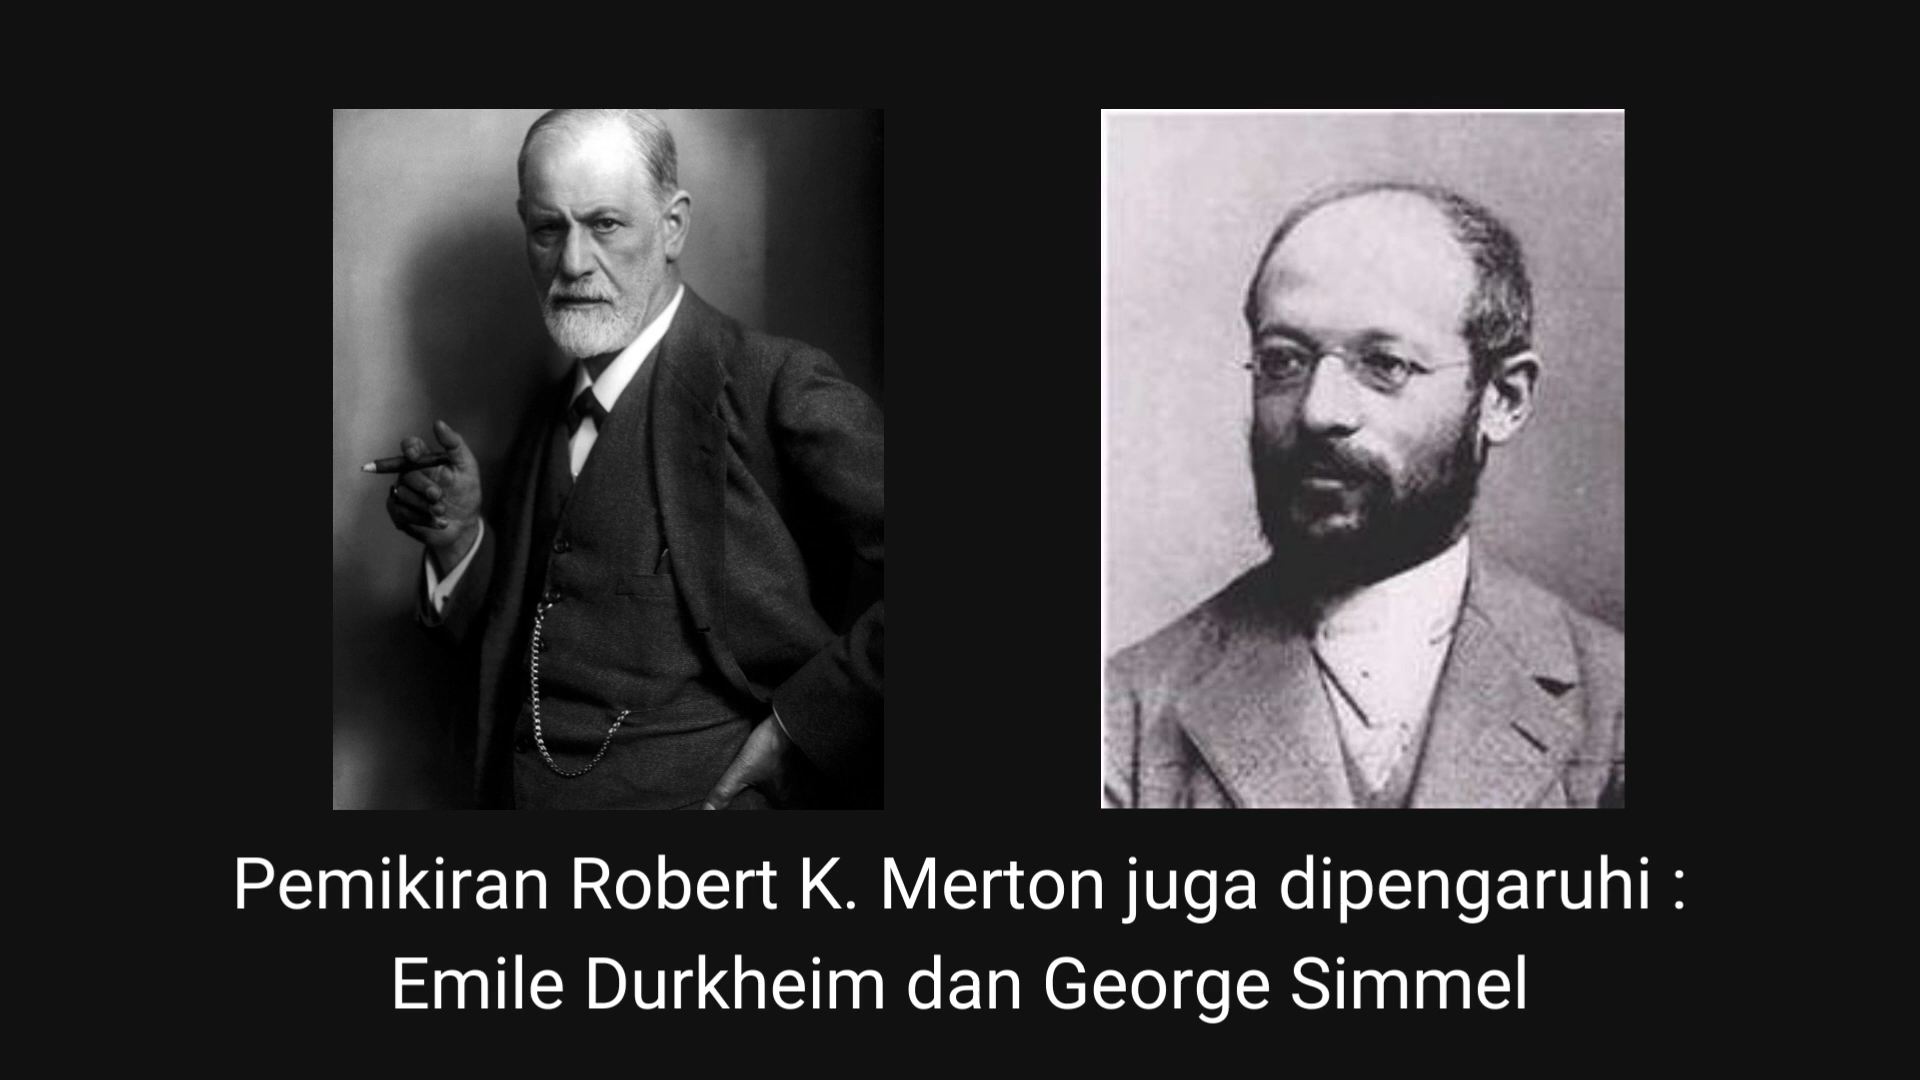 Pemikiran Robert K. Merton juga dipengaruhi :
Emile Durkheim dan George Simmel